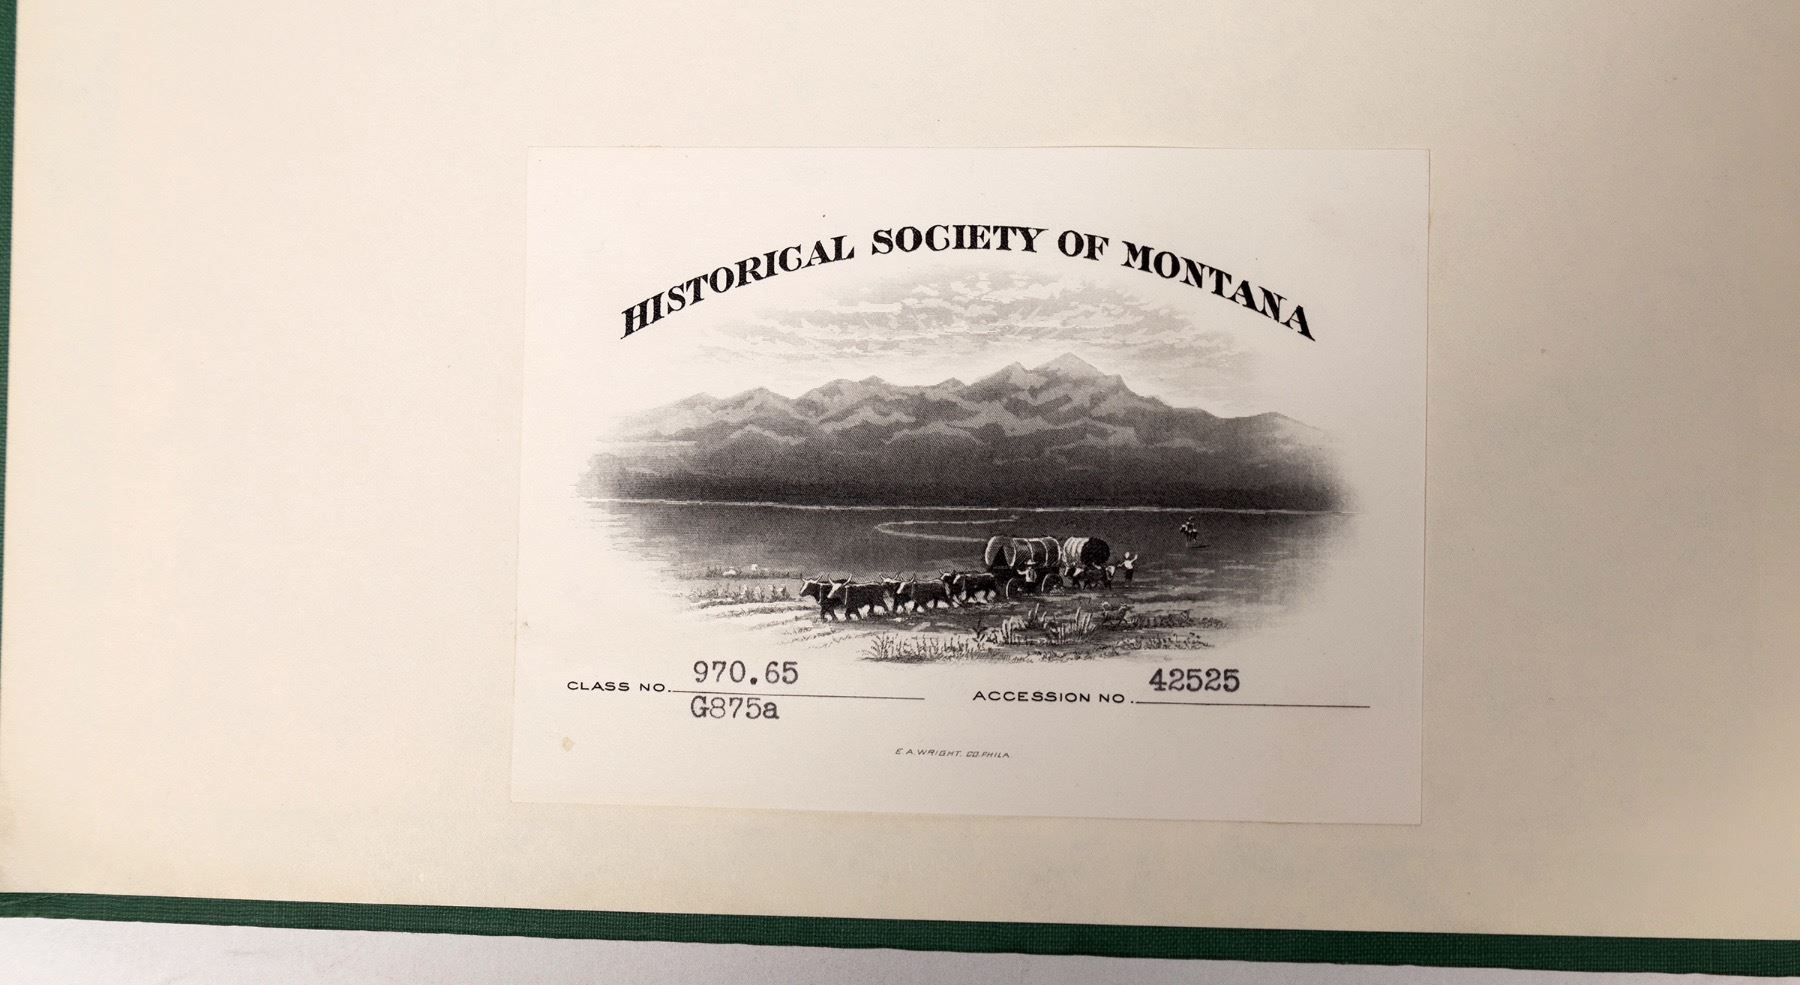 HISTORICAL SOCIETY OF MONTANA
CLASS NO. 970.65
G875a
ACCESSION NO. 42525
E.A.WRIGHT. CO. PHILA.